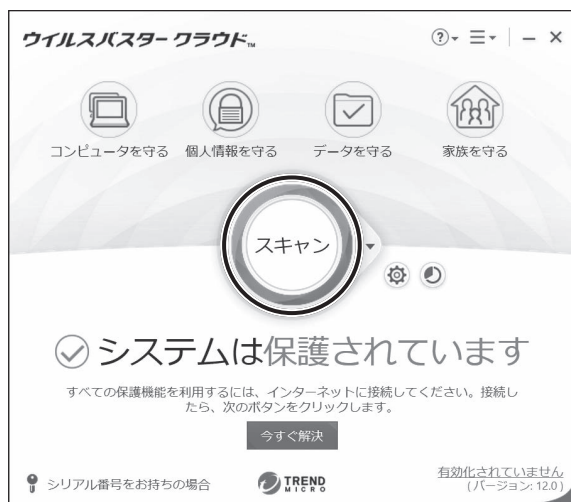 ウイルスバスター クラウド™
コンピュータを守る 個人情報を守る データを守る 家族を守る
スキャン
システムは保護されています
すべての保護機能を利用するには、インターネットに接続してください。接続し
たら、次のボタンをクリックします。
今すぐ解決
シリアル番号をお持ちの場合
TREND
MICRO
有効化されていません
(バージョン: 12.0)